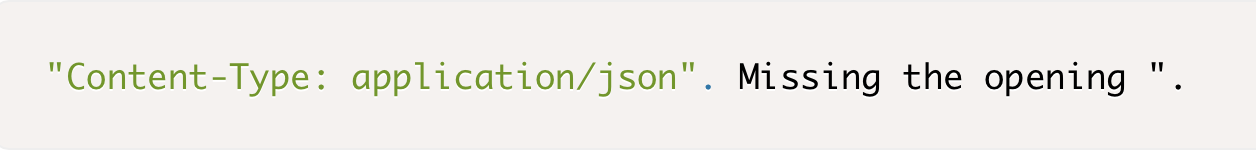 "Content-Type: application/json". Missing the opening ".